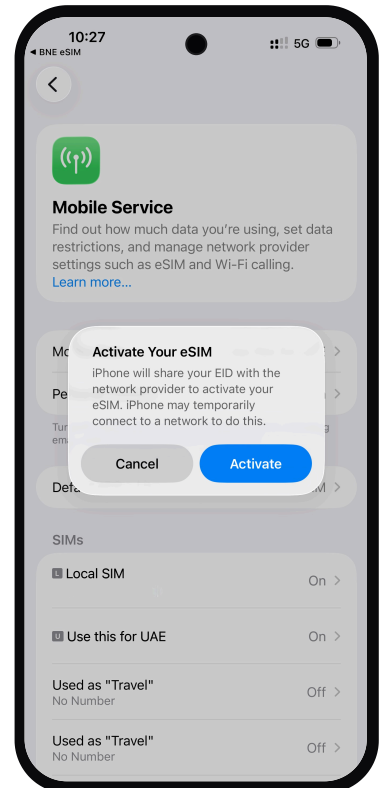 10:27
◀ BNE eSIM
5G
Mobile Service
Find out how much data you're using, set data
restrictions, and manage network provider
settings such as eSIM and Wi-Fi calling.
Learn more...
Activate Your eSIM
iPhone will share your EID with the
network provider to activate your
eSIM. iPhone may temporarily
connect to a network to do this.
Cancel
Activate
SIMs
L Local SIM
On
U Use this for UAE
On
Used as "Travel"
No Number
Off
Used as "Travel"
No Number
Off